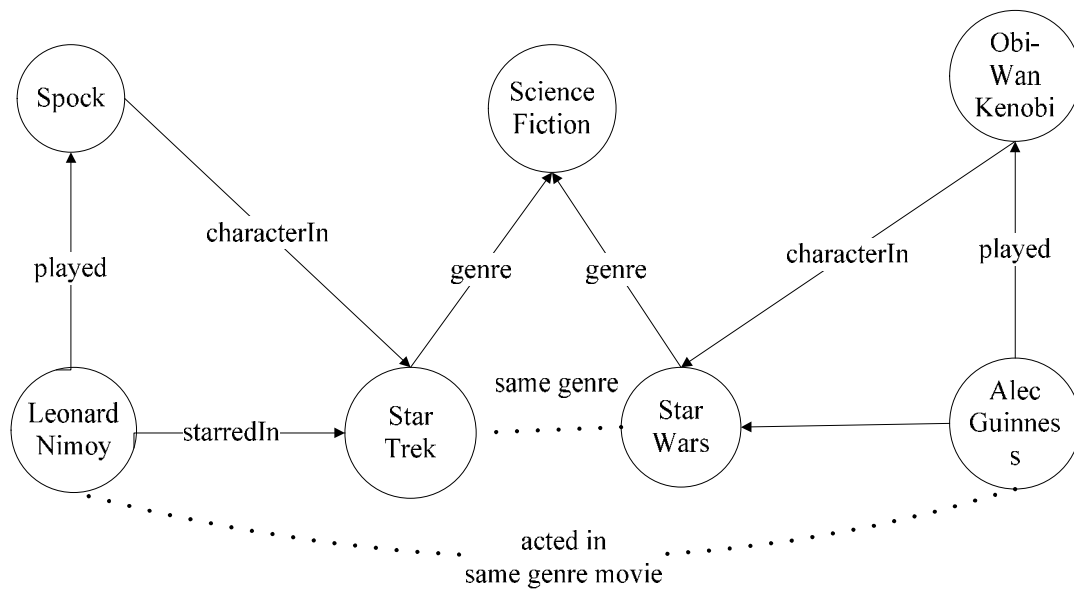 Obi-
Wan
Kenobi
Spock
Science
Fiction
characterIn
genre
genre
characterIn
played
played
same genre
Leonard
Nimoy
starredIn
Star
Trek
Star
Wars
Alec
Guinnes
s
acted in
same genre movie